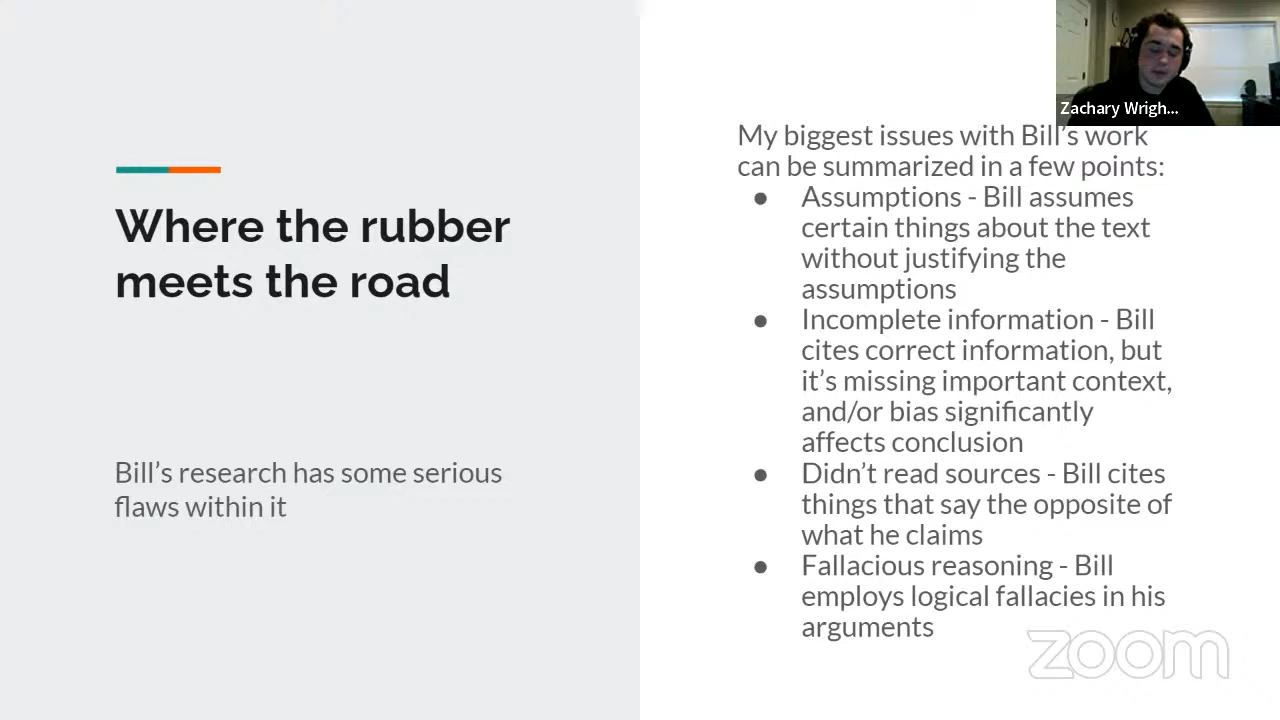 Where the rubber
meets the road
Bill's research has some serious
flaws within it
Zachary Wrigh...
My biggest issues with Bill's work
can be summarized in a few points:
● Assumptions - Bill assumes
certain things about the text
without justifying the
assumptions
● Incomplete information - Bill
cites correct information, but
it's missing important context,
and/or bias significantly
affects conclusion
● Didn't read sources - Bill cites
things that say the opposite of
what he claims
● Fallacious reasoning - Bill
employs logical fallacies in his
arguments
zoom